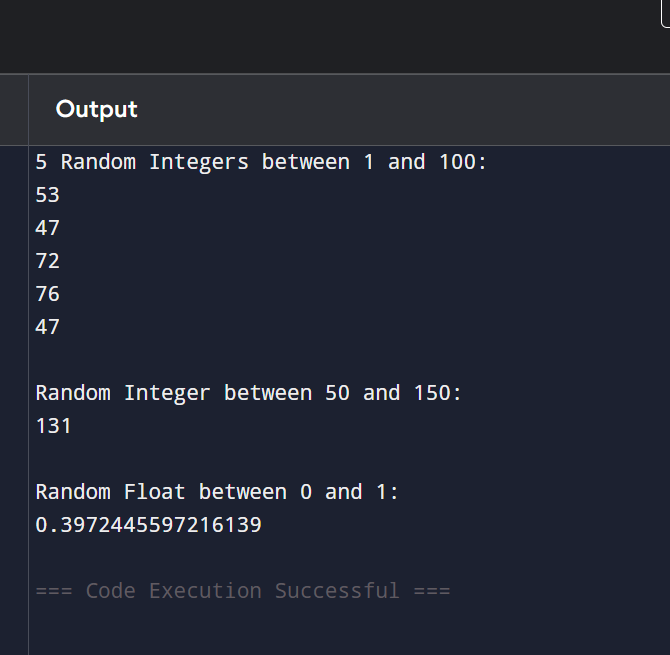 Output
5 Random Integers between 1 and 100:
53
47
72
76
47
Random Integer between 50 and 150:
131
Random Float between 0 and 1:
0.3972445597216139
=== Code Execution Successful ===